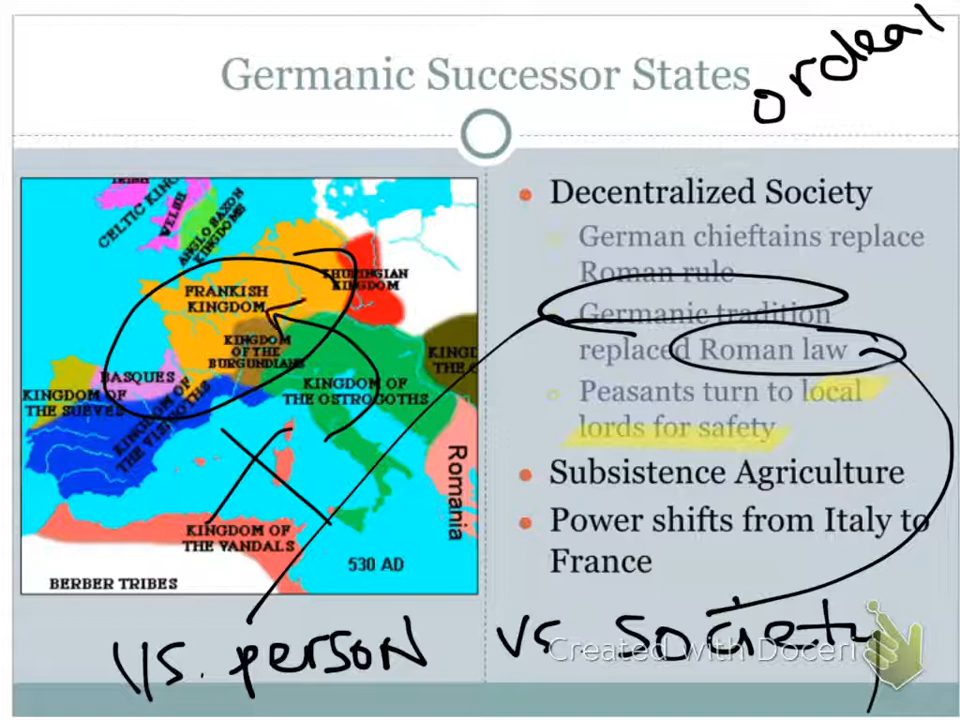 ordeal
Germanic Successor States
CELTIC KIN
WELSH
ANGLO SAXON
KINGDOMS
THURINGIAN
KINGDOM
FRANKISH
KINGDOM
KINGDOM
OF THE
BURGUNDIANS
KINGD
THE
BASQUES
KINGDOM OF
THE SUEVES
KINGDOM OF
THE VISIGOTHS
KINGDOM OF
THE OSTROGOTHS
Romania
KINGDOM OF
THE VANDALS
530 AD
BERBER TRIBES
Decentralized Society
German chieftains replace
Roman rule
Germanic tradition
replaced Roman law
Peasants turn to local
lords for safety
Subsistence Agriculture
Power shifts from Italy to
France
vs. person vs. society
Created with Doceri